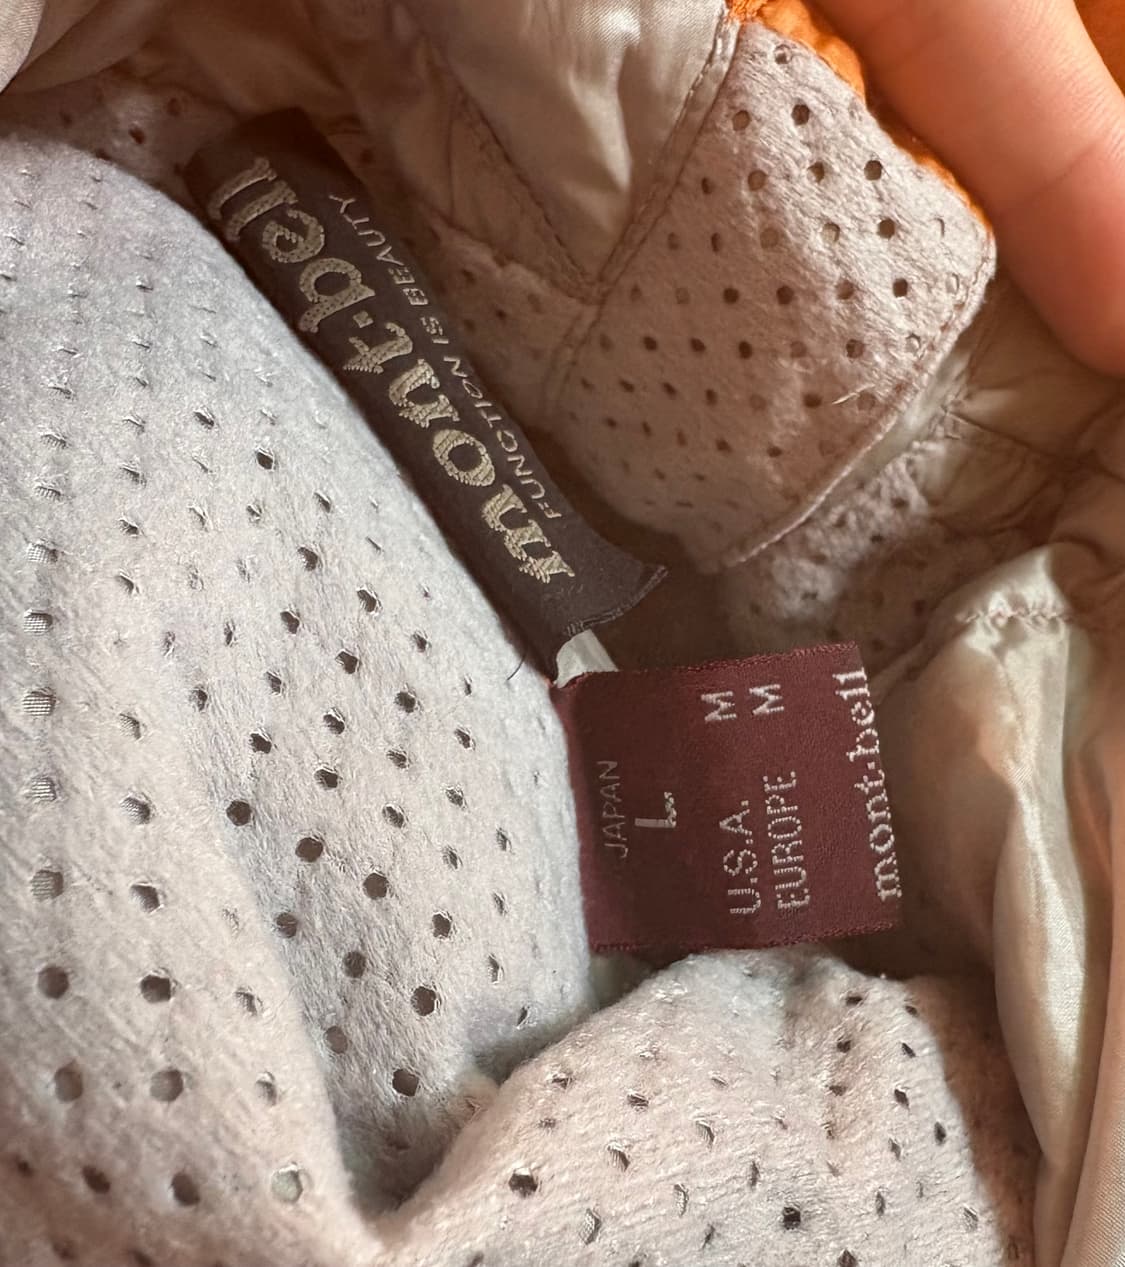 mont·bell
FUNCTION IS BEAUTY
JAPAN
L
U.S.A. M
EUROPE M
mont·bell